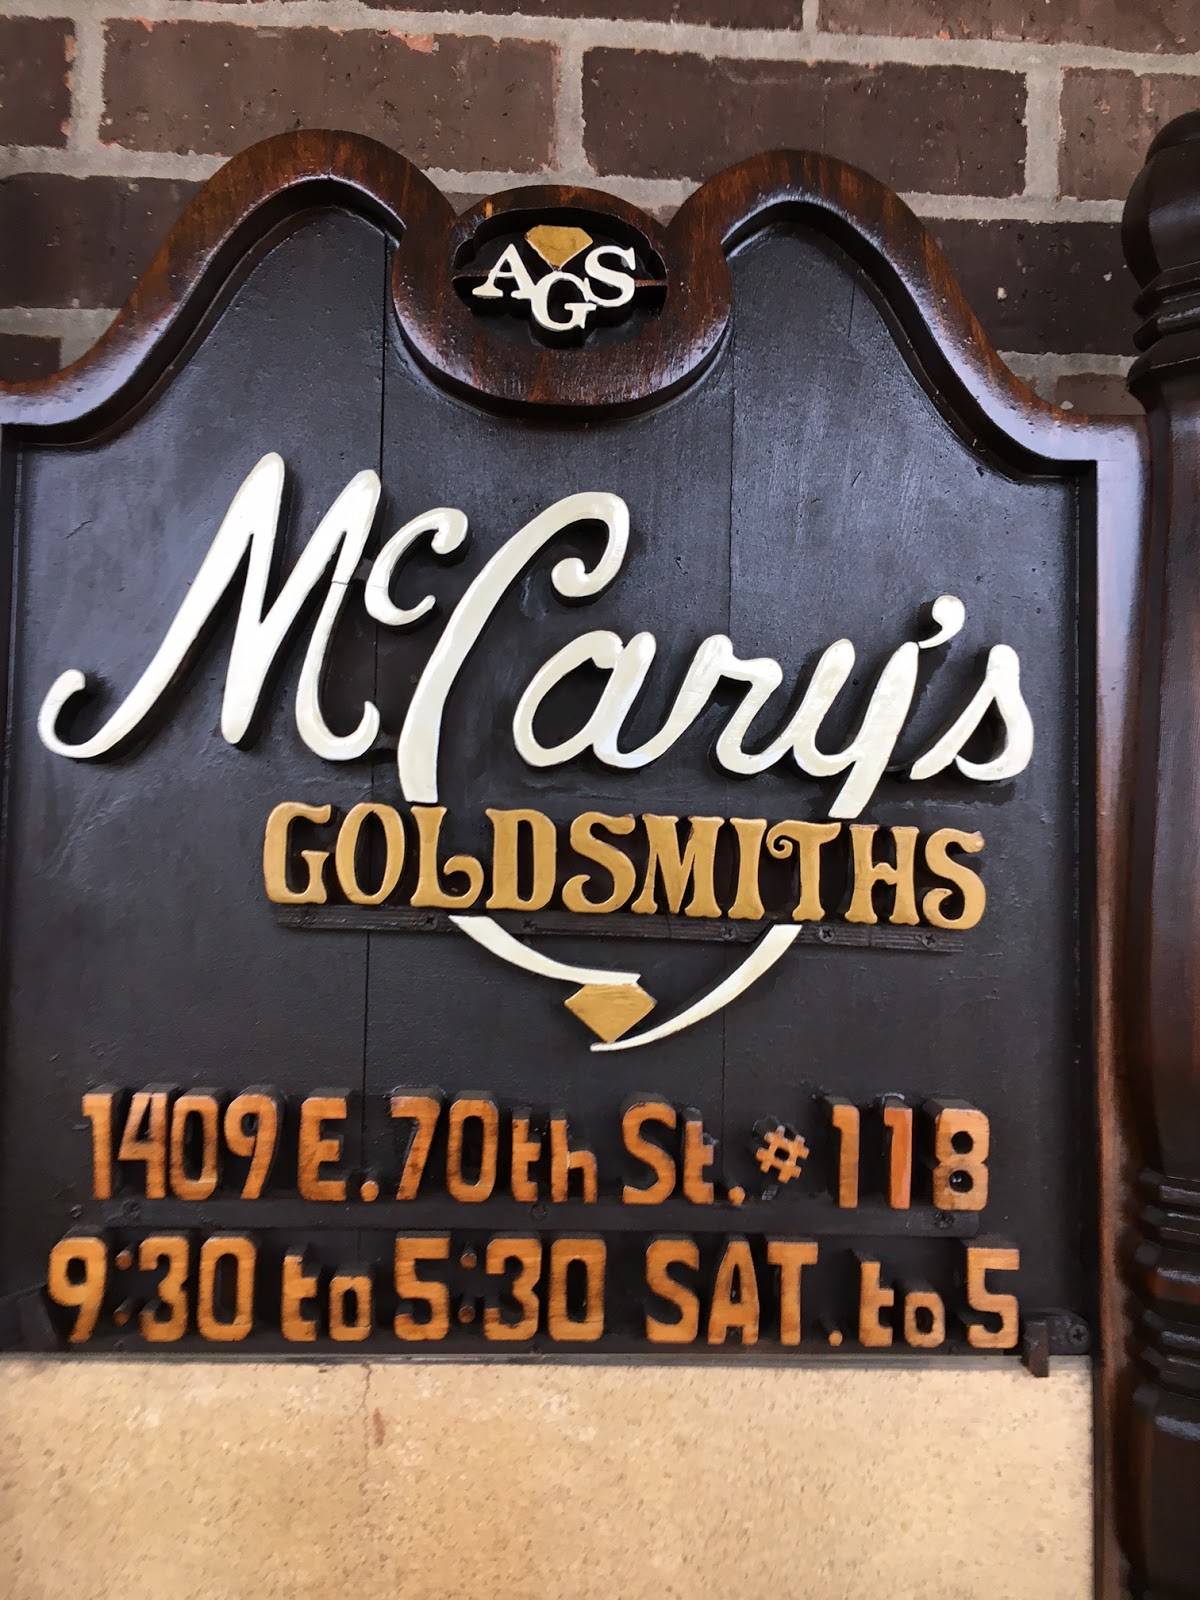 AGS
McCary's
GOLDSMITHS
1409 E. 70th St. #118
9:30 to 5:30 SAT. to 5